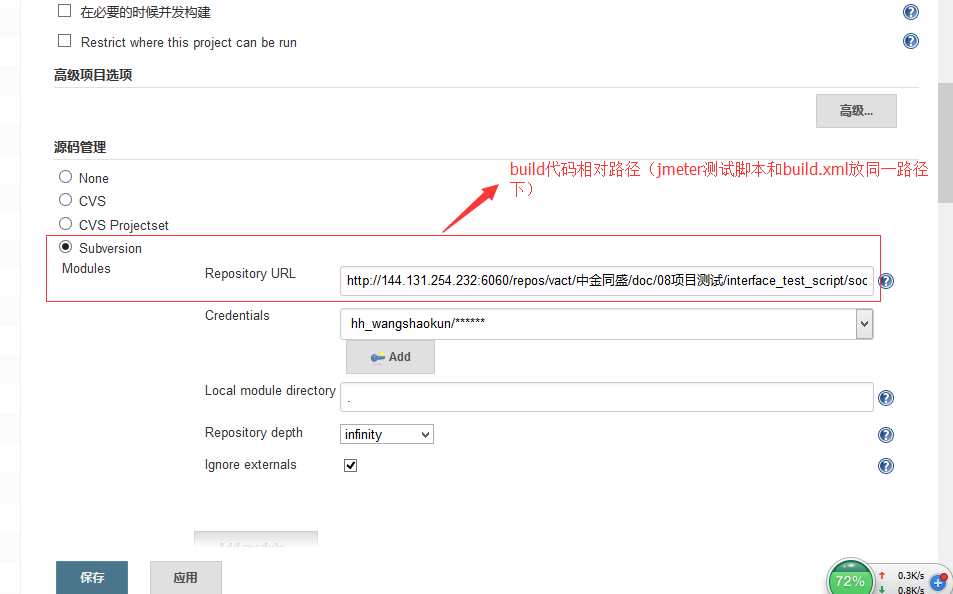 在必要的时候并发构建
Restrict where this project can be run
高级项目选项
高级...
源码管理
build代码相对路径（jmeter测试脚本和build.xml放同一路径
下）
None
CVS
CVS Projectset
Subversion
Modules
Repository URL
http://144.131.254.232:6060/repos/vact/中金同盛/doc/08项目测试/interface_test_script/soc
Credentials
hh_wangshaokun/******
Add
Local module directory
.
Repository depth
infinity
Ignore externals
Add module...
保存
应用
72%
0.3K/s
0.8K/s